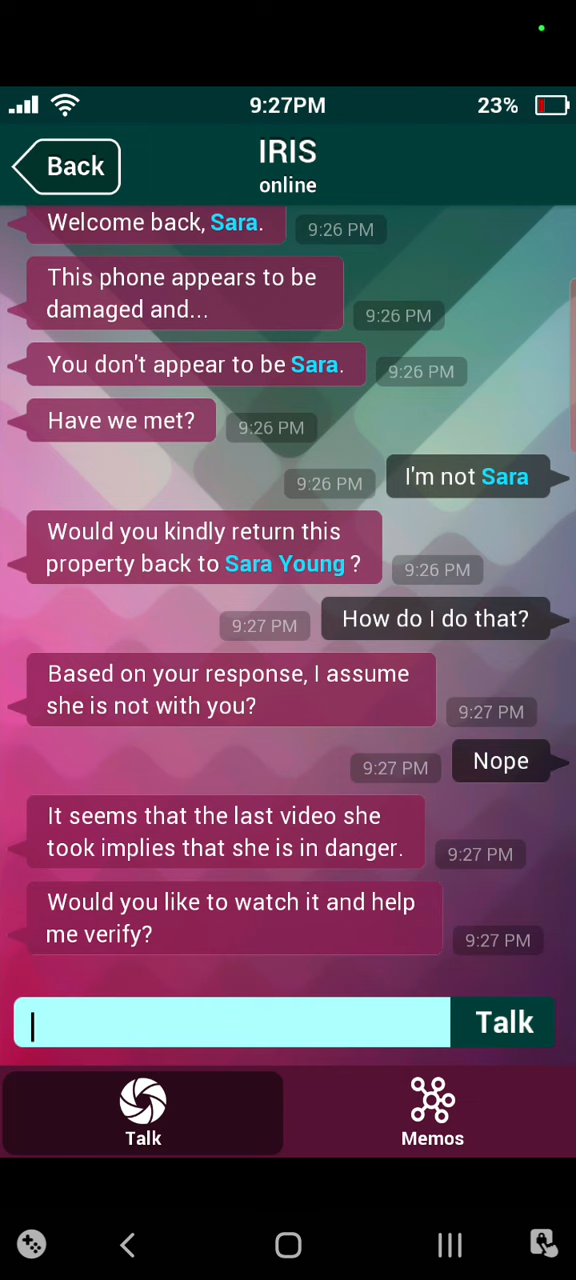 9:27PM
23%
Back
IRIS
online
Welcome back, Sara.
9:26 PM
This phone appears to be
damaged and...
9:26 PM
You don't appear to be Sara.
9:26 PM
Have we met?
9:26 PM
9:26 PM
I'm not Sara
Would you kindly return this
property back to Sara Young ?
9:26 PM
9:27 PM
How do I do that?
Based on your response, I assume
she is not with you?
9:27 PM
9:27 PM
Nope
It seems that the last video she
took implies that she is in danger.
9:27 PM
Would you like to watch it and help
me verify?
9:27 PM
Talk
Talk
Memos